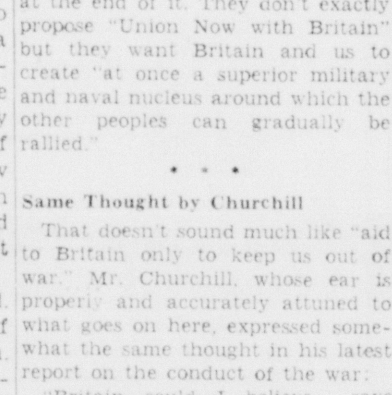 at the end of it. They don't exactly
propose "Union Now with Britain"
but they want Britain and us to
create "at once a superior military
and naval nucleus around which the
other peoples can gradually be
rallied."
* * *
Same Thought by Churchill
That doesn't sound much like "aid
to Britain only to keep us out of
war." Mr. Churchill, whose ear is
properly and accurately attuned to
what goes on here, expressed some-
what the same thought in his latest
report on the conduct of the war: